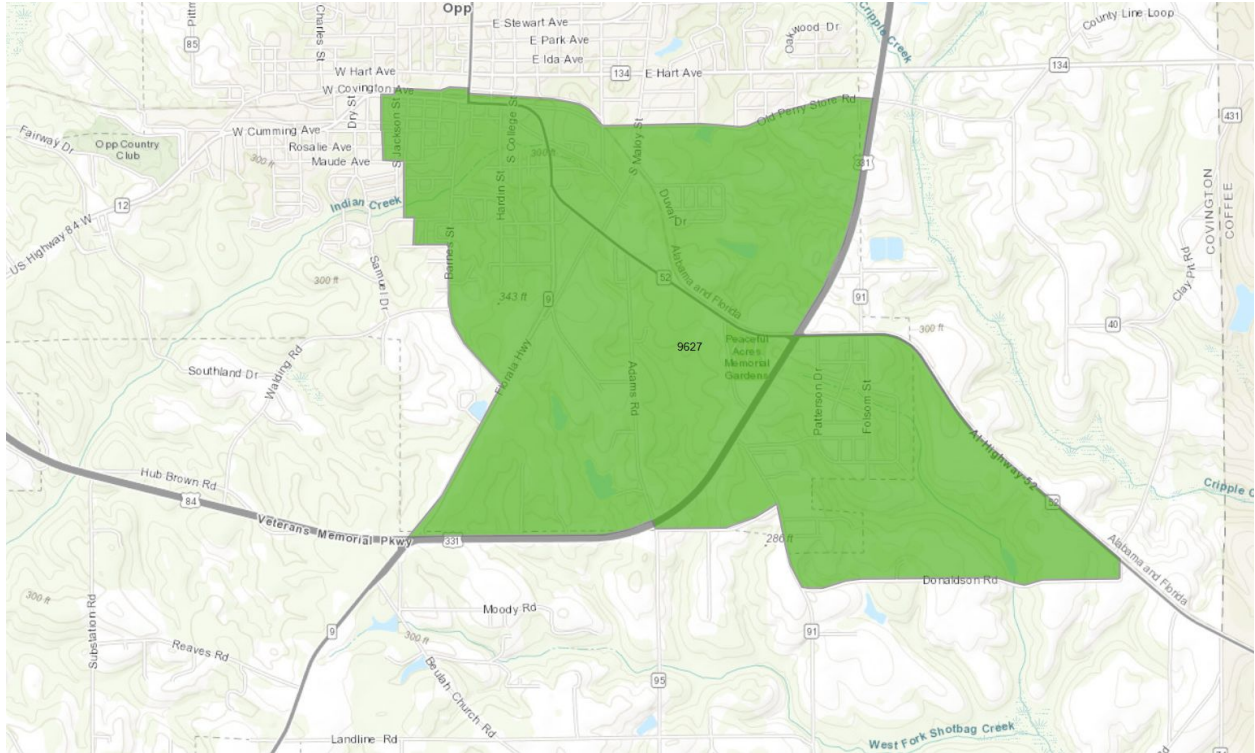 Opp
E Stewart Ave
E Park Ave
E Ida Ave
Charles St
85
Oakwood Dr
Cripple Creek
County Line Loop
W Hart Ave
134
E Hart Ave
134
W Covington Ave
Dry St
S Jackson St
S College St
Old Perry Store Rd
431
Fairway Dr
Opp Country
Club
W Cumming Ave
Rosalie Ave
Maude Ave
300 ft
300 ft
S Maloy St
331
12
Indian Creek
Hardin St
Duval Dr
COVINGTON
COFFEE
US Highway 84 W
Barnes St
Samuel Dr
300 ft
343 ft
9
52
Alabama and Florida
91
300 ft
40
Clay Pit Rd
9627
Peaceful
Acres
Memorial
Gardens
Southland Dr
Walding Rd
Florala Hwy
Adams Rd
Patterson Dr
Folsom St
Al Highway 52
Hub Brown Rd
84
52
Veterans Memorial Pkwy
331
286 ft
Alabama and Florida
Donaldson Rd
300 ft
Substation Rd
Reaves Rd
9
Moody Rd
300 ft
91
95
Beulah Church Rd
Landline Rd
West Fork Shotbag Creek